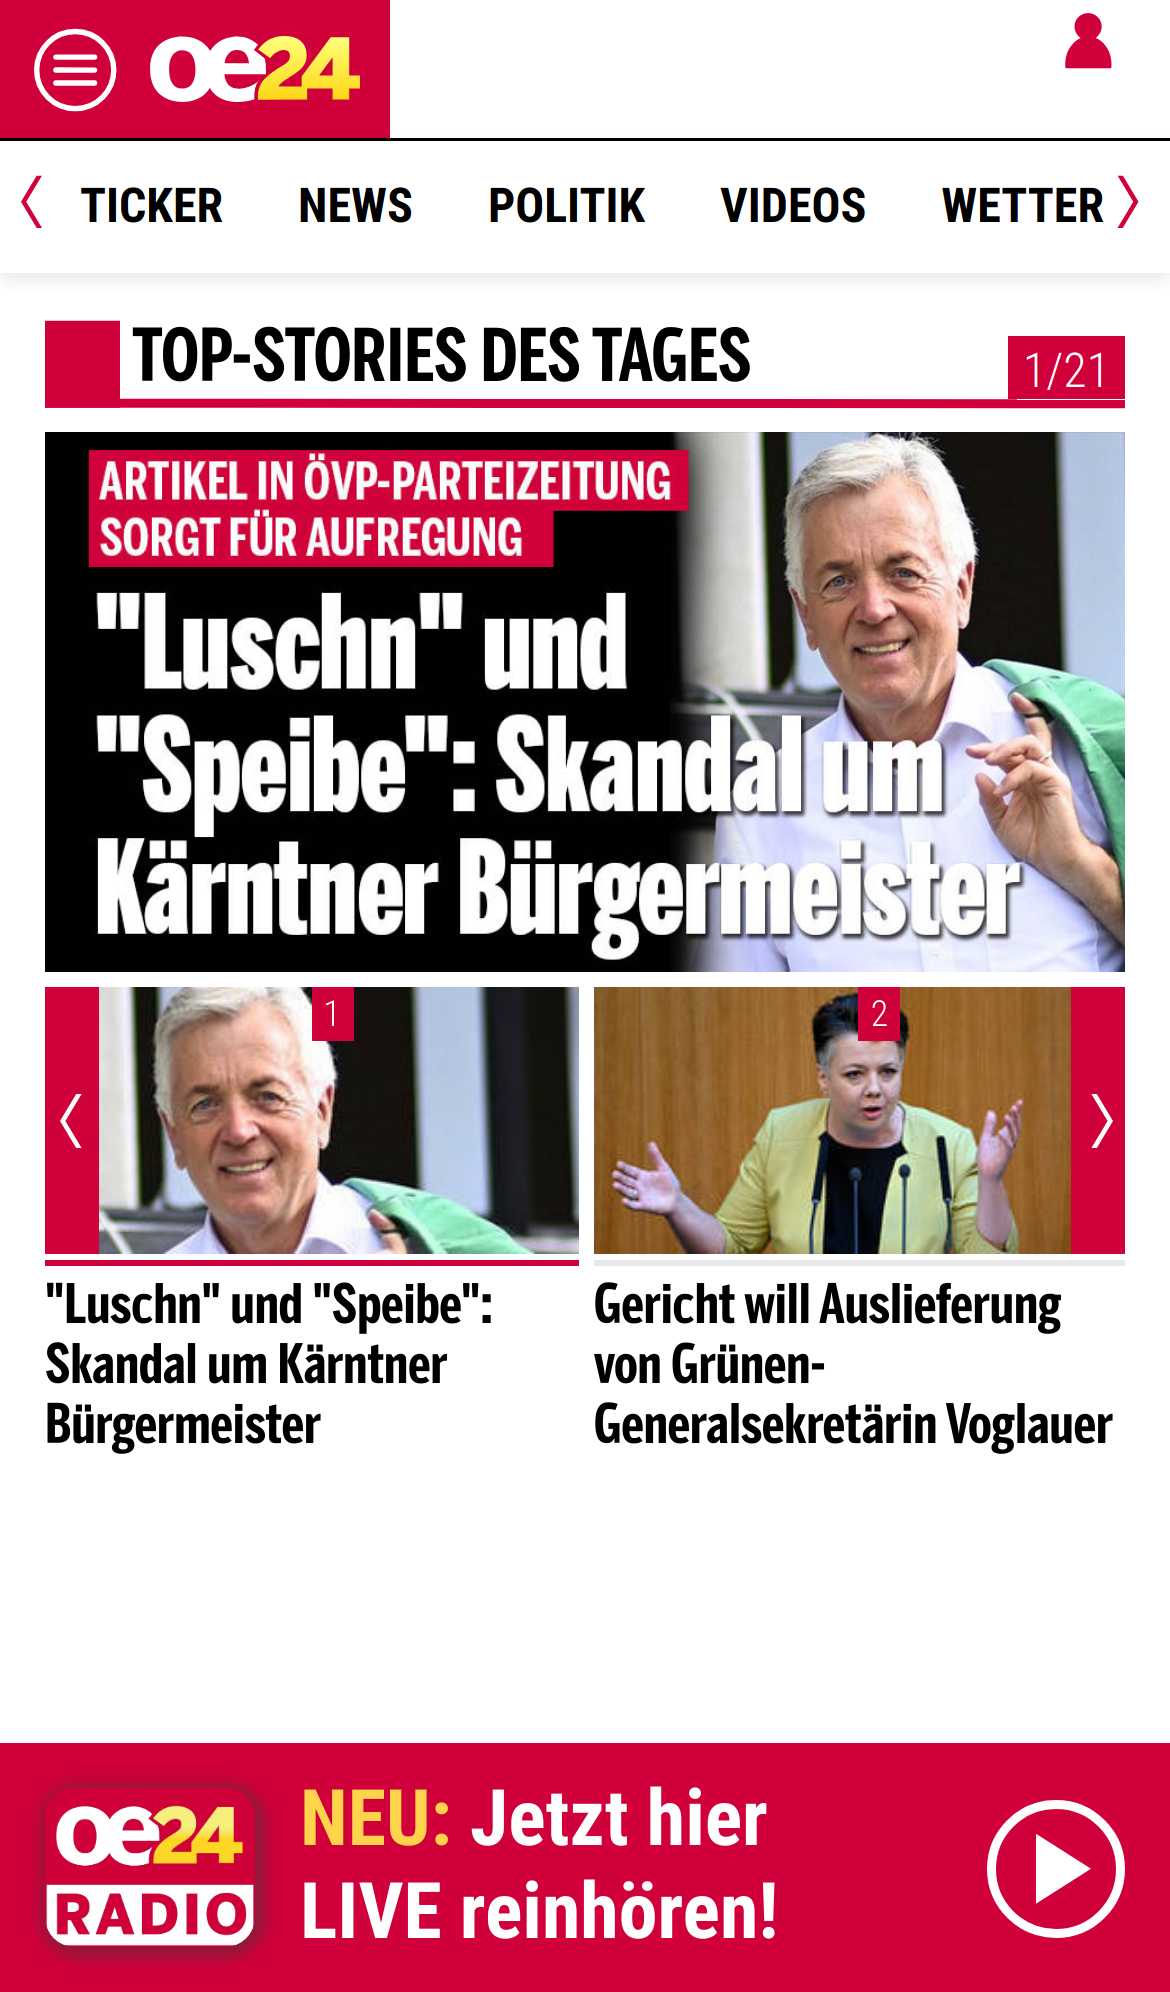 oe24
TICKER NEWS POLITIK VIDEOS WETTER
TOP-STORIES DES TAGES
1/21
ARTIKEL IN ÖVP-PARTEIZEITUNG
SORGT FÜR AUFREGUNG
"Luschn" und
"Speibe": Skandal um
Kärntner Bürgermeister
1
"Luschn" und "Speibe":
Skandal um Kärntner
Bürgermeister
2
Gericht will Auslieferung
von Grünen-
Generalsekretärin Voglauer
oe24
RADIO
NEU: Jetzt hier
LIVE reinhören!